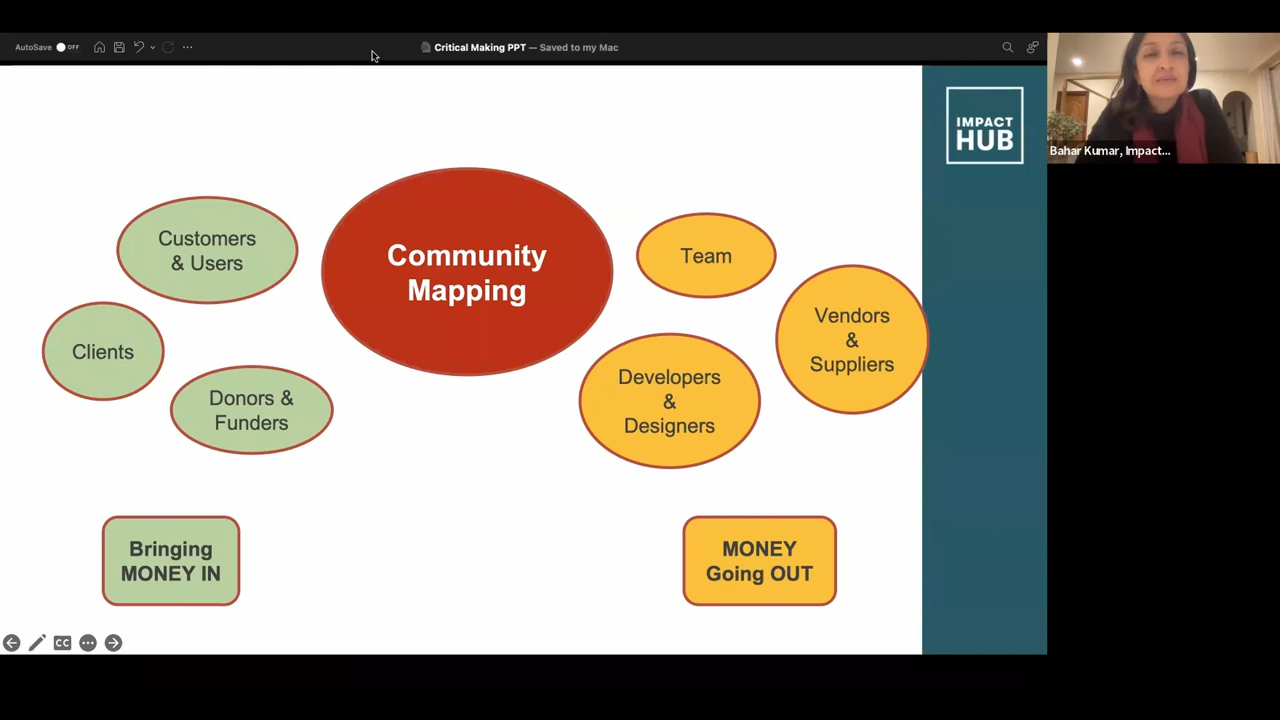 AutoSave OFF
Critical Making PPT — Saved to my Mac
IMPACT
HUB
Bahar Kumar, Impact...
Community
Mapping
Customers
& Users
Clients
Donors &
Funders
Team
Vendors
&
Suppliers
Developers
&
Designers
Bringing
MONEY IN
MONEY
Going OUT
CC